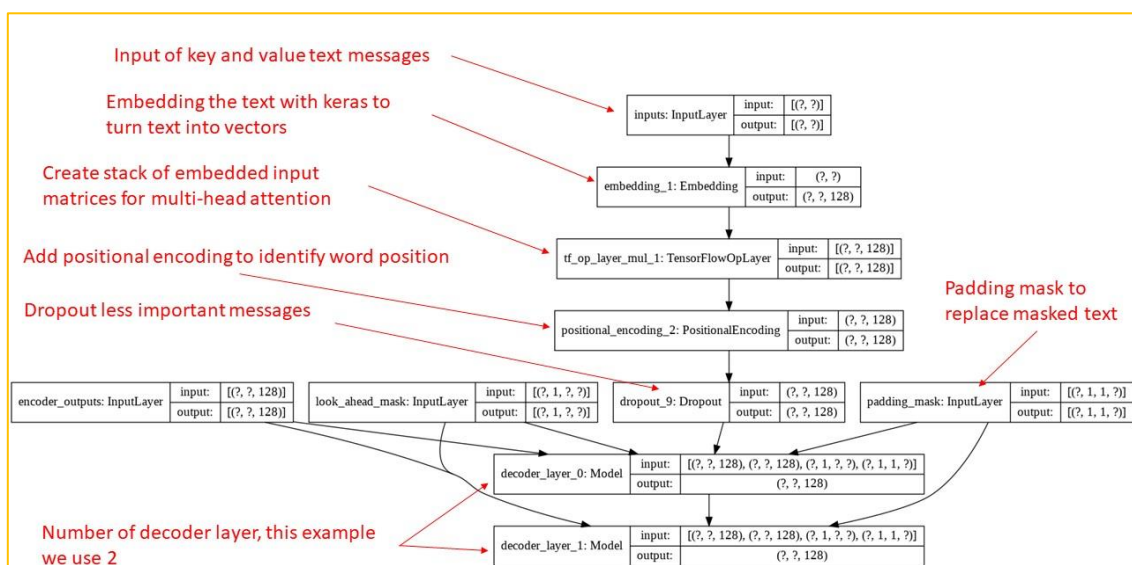 Input of key and value text messages
inputs: InputLayer
input: [(?, ?)]
output: [(?, ?)]
Embedding the text with keras to
turn text into vectors
embedding_1: Embedding
input: (?, ?)
output: (?, ?, 128)
Create stack of embedded input
matrices for multi-head attention
tf_op_layer_mul_1: TensorFlowOpLayer
input: [(?, ?, 128)]
output: [(?, ?, 128)]
Add positional encoding to identify word position
positional_encoding_2: PositionalEncoding
input: (?, ?, 128)
output: (?, ?, 128)
Dropout less important messages
Padding mask to
replace masked text
encoder_outputs: InputLayer
input: [(?, ?, 128)]
output: [(?, ?, 128)]
look_ahead_mask: InputLayer
input: [(?, 1, ?, ?)]
output: [(?, 1, ?, ?)]
dropout_9: Dropout
input: (?, ?, 128)
output: (?, ?, 128)
padding_mask: InputLayer
input: [(?, 1, 1, ?)]
output: [(?, 1, 1, ?)]
decoder_layer_0: Model
input: [(?, ?, 128), (?, ?, 128), (?, 1, ?, ?), (?, 1, 1, ?)]
output: (?, ?, 128)
Number of decoder layer, this example
we use 2
decoder_layer_1: Model
input: [(?, ?, 128), (?, ?, 128), (?, 1, ?, ?), (?, 1, 1, ?)]
output: (?, ?, 128)